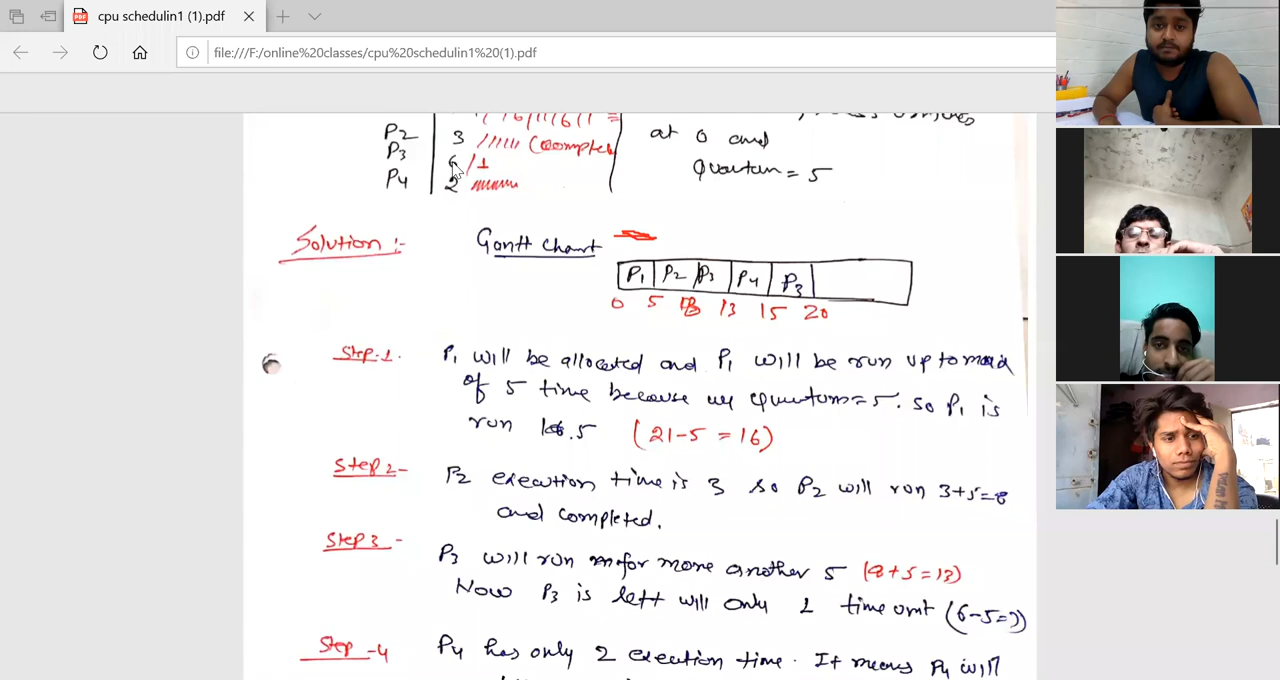 cpu schedulin1 (1).pdf
file:///F:/online%20classes/cpu%20schedulin1%20(1).pdf
P2 3 (Complet
P3 6/1
P4 2
at 0 and
Quantum = 5
Solution :-
Gantt Chart
P1 P2 P3 P4 P3
0 5 13 15 20
Step-1. P1 will be allocated and P1 will be run up to
of 5 time because quantum = 5. So P1 is
run 5 (21-5 = 16)
Step 2- P2 execution time is 3 so P2 will run 3+5=8
and completed.
Step 3 -
P3 will run for more another 5 (8+5=13)
Now P3 is left will only 1 time unit (6-5=1)
Step -4 P4 has only 2 execution time. It means P4 will